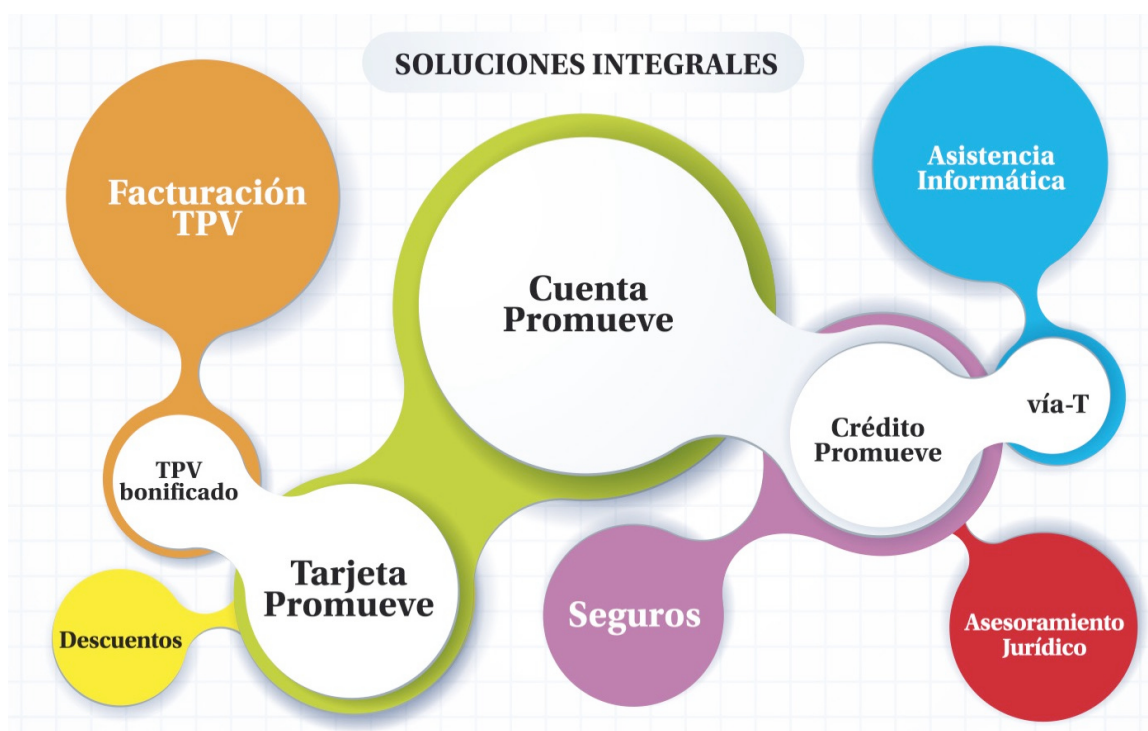 SOLUCIONES INTEGRALES
Facturación
TPV
Asistencia
Informática
Cuenta
Promueve
vía-T
Crédito
Promueve
TPV
bonificado
Tarjeta
Promueve
Seguros
Descuentos
Asesoramiento
Jurídico